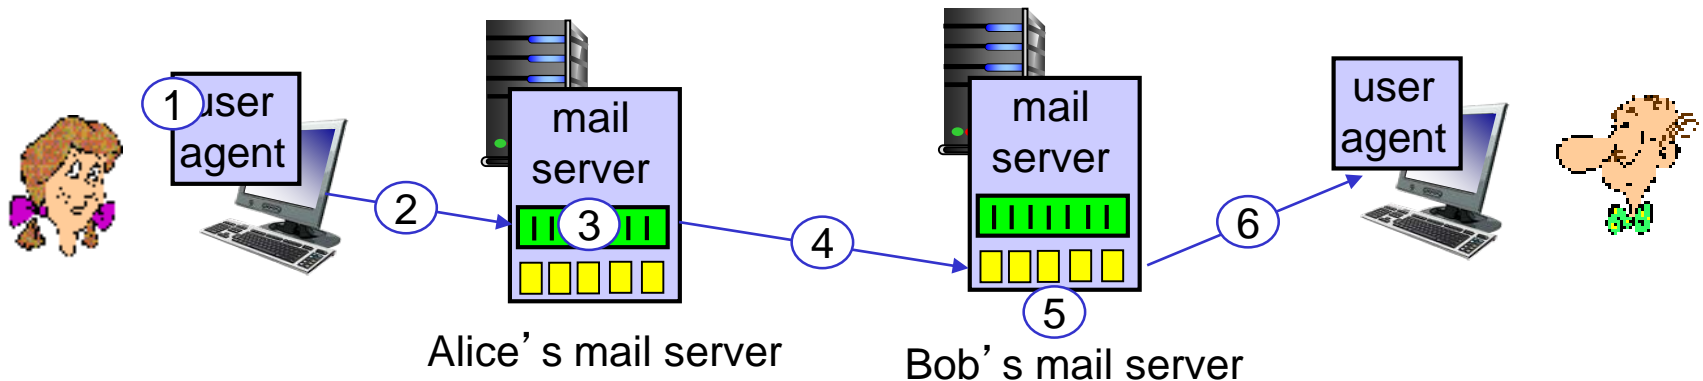 1 user
agent
2
mail
server
3
4
mail
server
5
6
user
agent
Alice’s mail server
Bob’s mail server